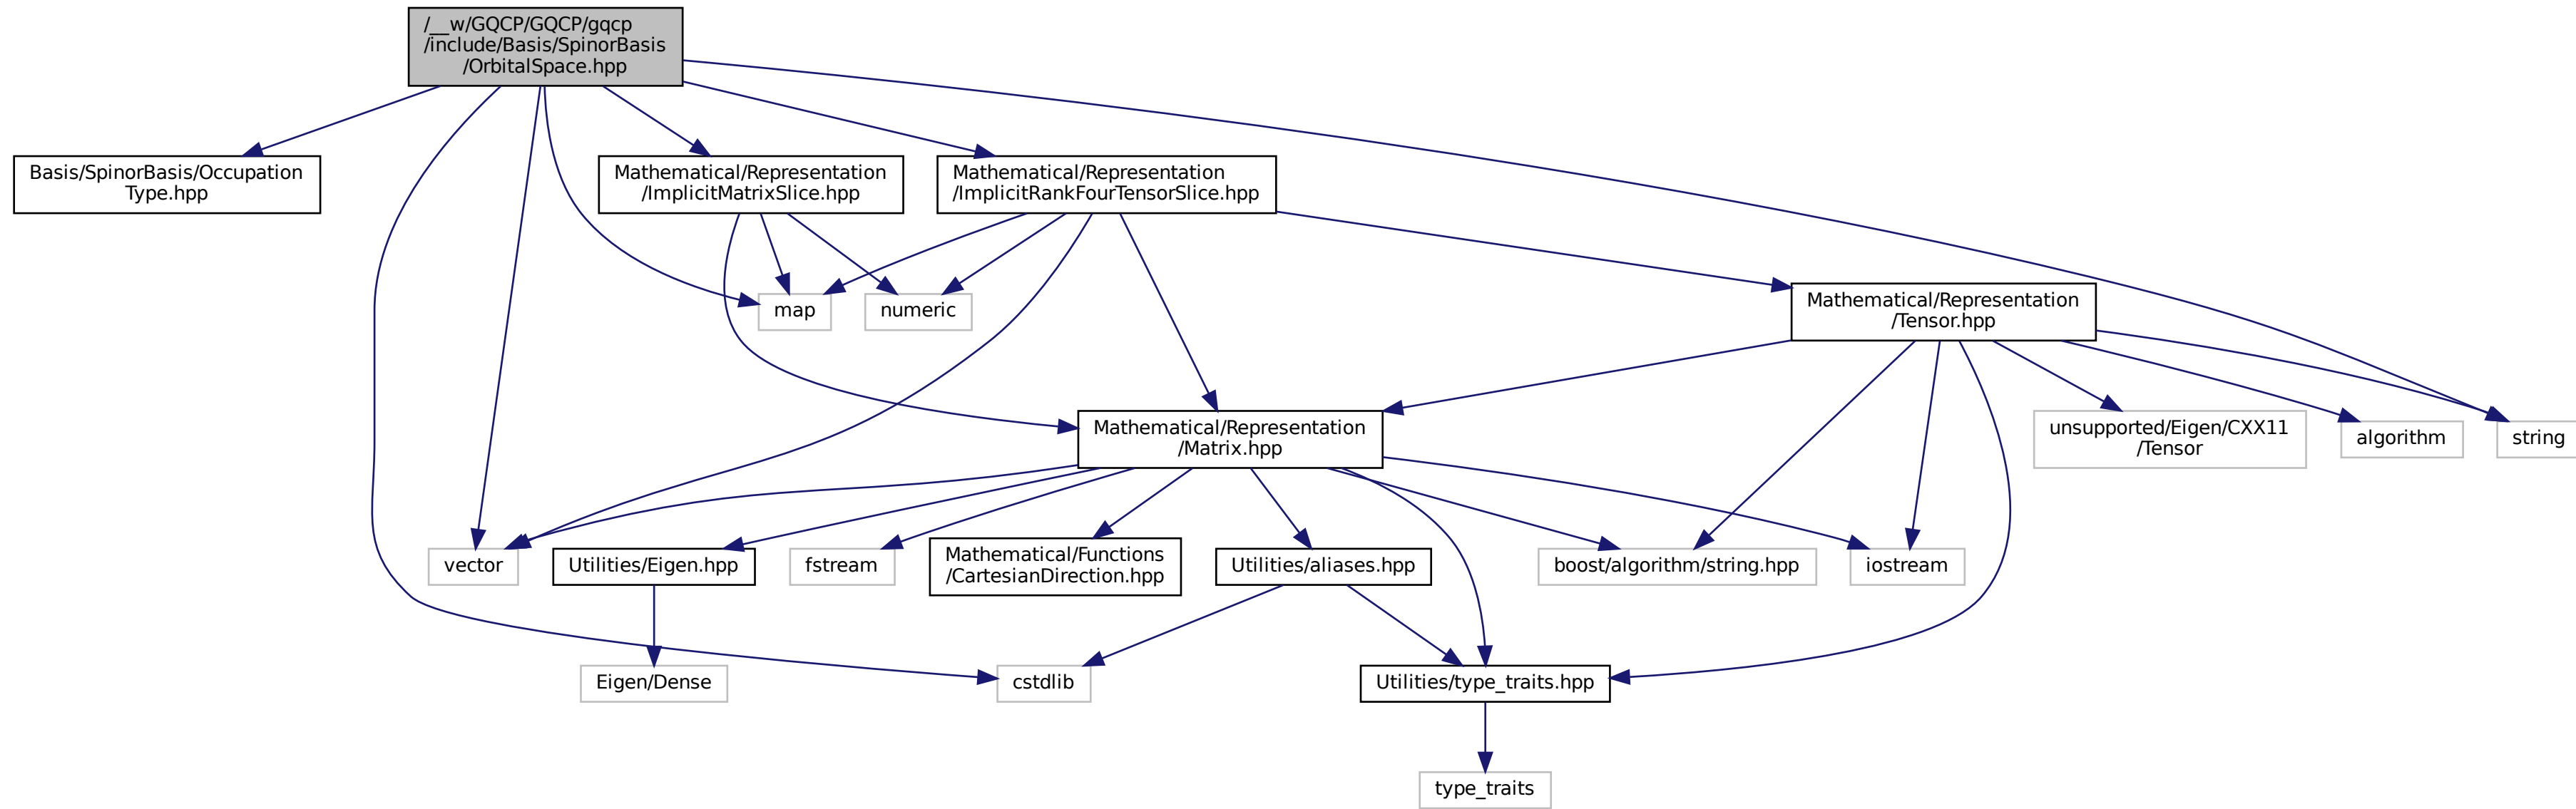 /__w/GQCP/GQCP/gqcp
/include/Basis/SpinorBasis
/OrbitalSpace.hpp
Basis/SpinorBasis/Occupation
Type.hpp
Mathematical/Representation
/ImplicitMatrixSlice.hpp
Mathematical/Representation
/ImplicitRankFourTensorSlice.hpp
map
numeric
Mathematical/Representation
/Tensor.hpp
Mathematical/Representation
/Matrix.hpp
unsupported/Eigen/CXX11
/Tensor
algorithm
string
vector
Utilities/Eigen.hpp
fstream
Mathematical/Functions
/CartesianDirection.hpp
Utilities/aliases.hpp
boost/algorithm/string.hpp
iostream
Eigen/Dense
cstdlib
Utilities/type_traits.hpp
type_traits